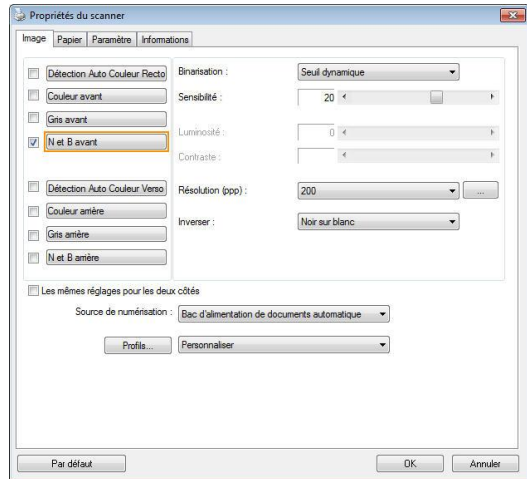 Propriétés du scanner
Image Papier Paramètre Informations
Détection Auto Couleur Recto
Couleur avant
Gris avant
N et B avant
Détection Auto Couleur Verso
Couleur arrière
Gris arrière
N et B arrière
Binarisation : Seuil dynamique
Sensibilité : 20
Luminosité : 0
Contraste :
Résolution (ppp) : 200 ...
Inverser : Noir sur blanc
Les mêmes réglages pour les deux côtés
Source de numérisation : Bac d'alimentation de documents automatique
Profils... Personnaliser
Par défaut OK Annuler